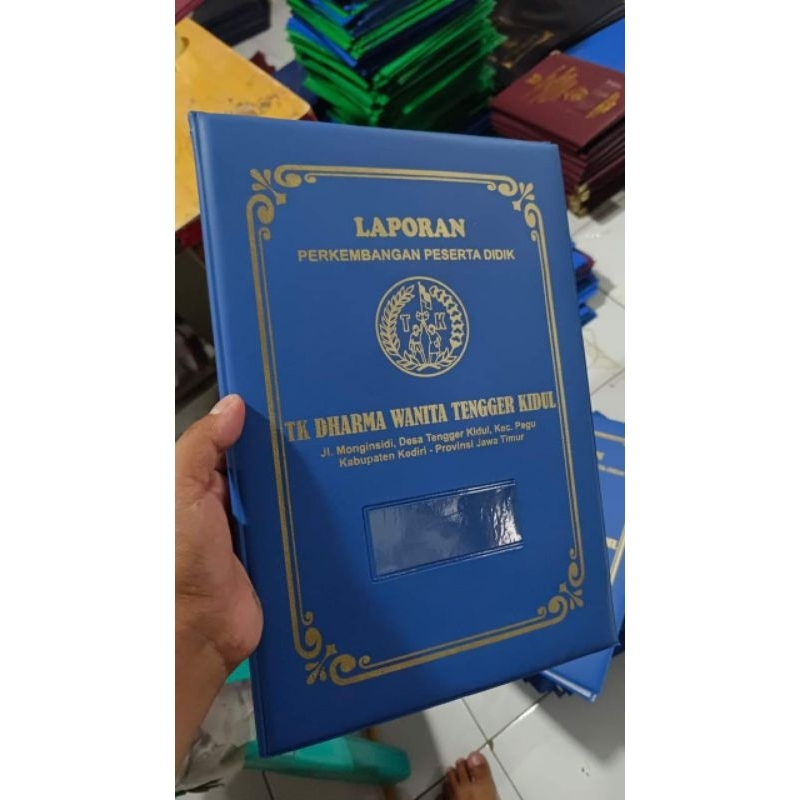 LAPORAN
PERKEMBANGAN PESERTA DIDIK
T K
TK DHARMA WANITA TENGGER KIDUL
Jl. Monginsidi, Desa Tengger Kidul, Kec. Pagu
Kabupaten Kediri - Provinsi Jawa Timur